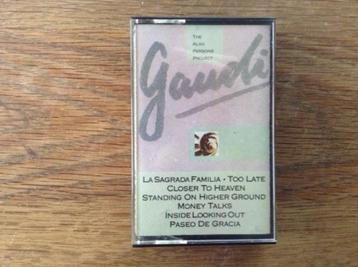 THE
ALAN
PARSONS
PROJECT
gaudi
LA SAGRADA FAMILIA • TOO LATE
CLOSER TO HEAVEN
STANDING ON HIGHER GROUND
MONEY TALKS
INSIDE LOOKING OUT
PASEO DE GRACIA